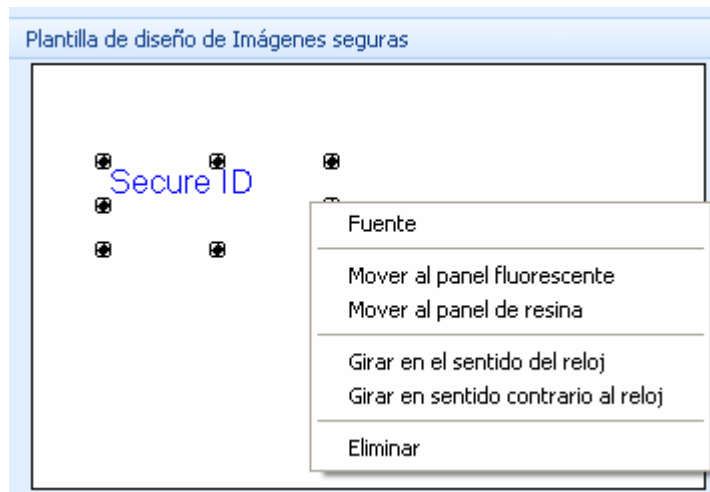 Plantilla de diseño de Imágenes seguras
Secure ID
Fuente
Mover al panel fluorescente
Mover al panel de resina
Girar en el sentido del reloj
Girar en sentido contrario al reloj
Eliminar